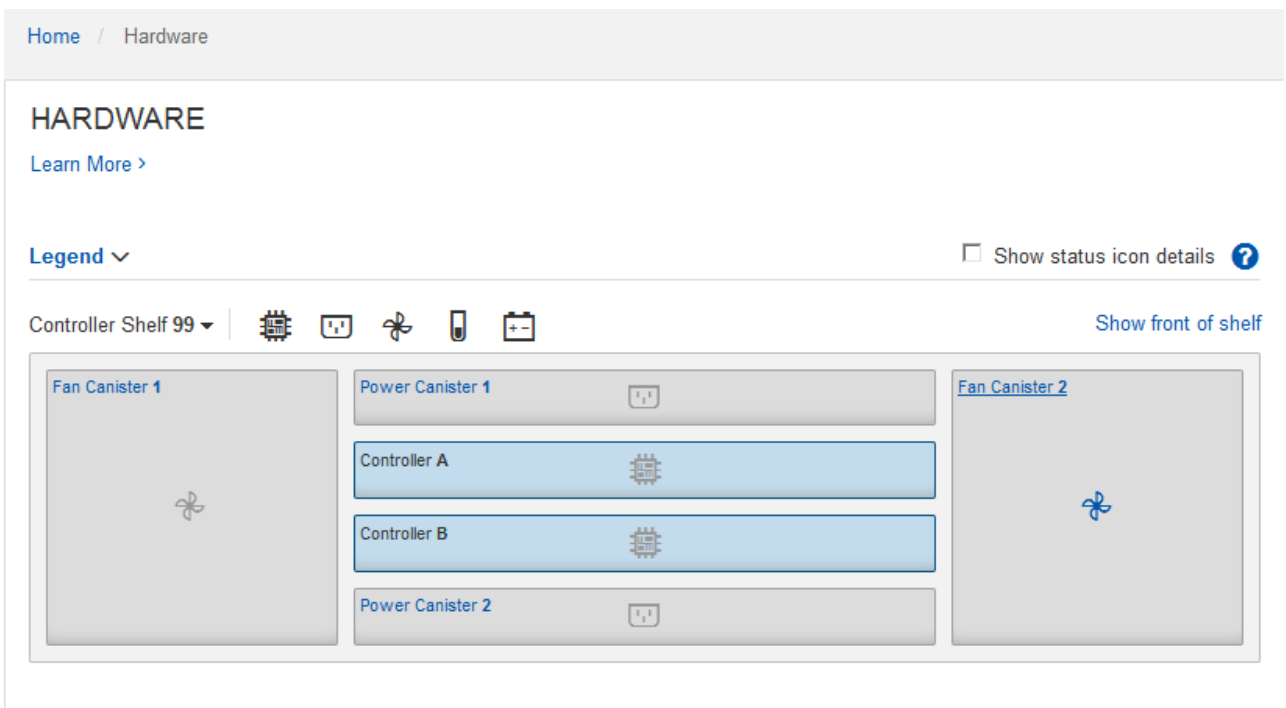 Home / Hardware
HARDWARE
Learn More >
Legend
Show status icon details ?
Controller Shelf 99
Show front of shelf
Fan Canister 1
Power Canister 1
Fan Canister 2
Controller A
Controller B
Power Canister 2